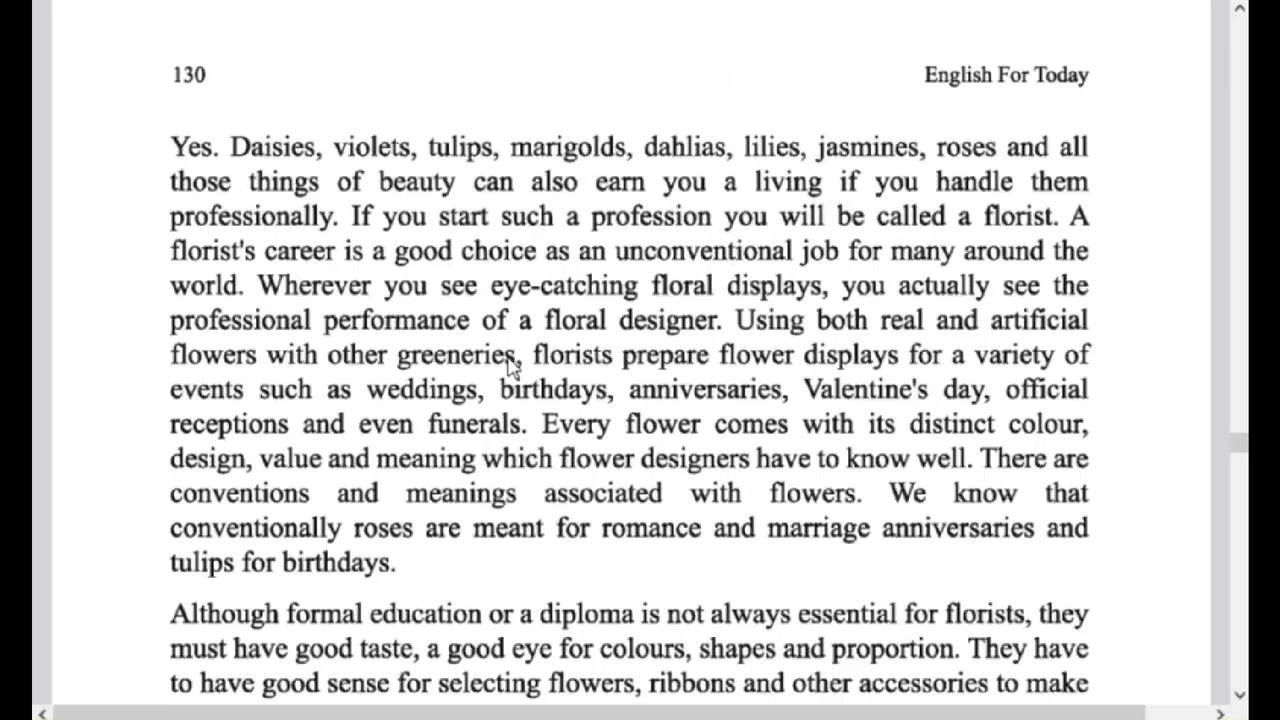 130 English For Today
Yes. Daisies, violets, tulips, marigolds, dahlias, lilies, jasmines, roses and all
those things of beauty can also earn you a living if you handle them
professionally. If you start such a profession you will be called a florist. A
florist's career is a good choice as an unconventional job for many around the
world. Wherever you see eye-catching floral displays, you actually see the
professional performance of a floral designer. Using both real and artificial
flowers with other greeneries, florists prepare flower displays for a variety of
events such as weddings, birthdays, anniversaries, Valentine's day, official
receptions and even funerals. Every flower comes with its distinct colour,
design, value and meaning which flower designers have to know well. There are
conventions and meanings associated with flowers. We know that
conventionally roses are meant for romance and marriage anniversaries and
tulips for birthdays.
Although formal education or a diploma is not always essential for florists, they
must have good taste, a good eye for colours, shapes and proportion. They have
to have good sense for selecting flowers, ribbons and other accessories to make